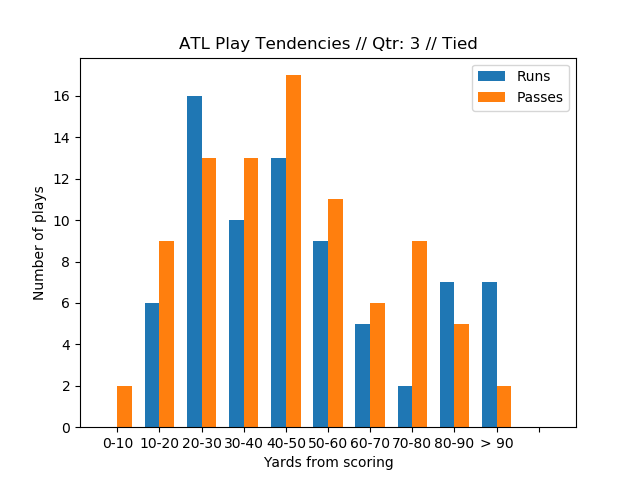 ATL Play Tendencies // Qtr: 3 // Tied
Runs
Passes
16
14
12
10
8
6
4
2
0
Number of plays
0-10 10-20 20-30 30-40 40-50 50-60 60-70 70-80 80-90 > 90
Yards from scoring